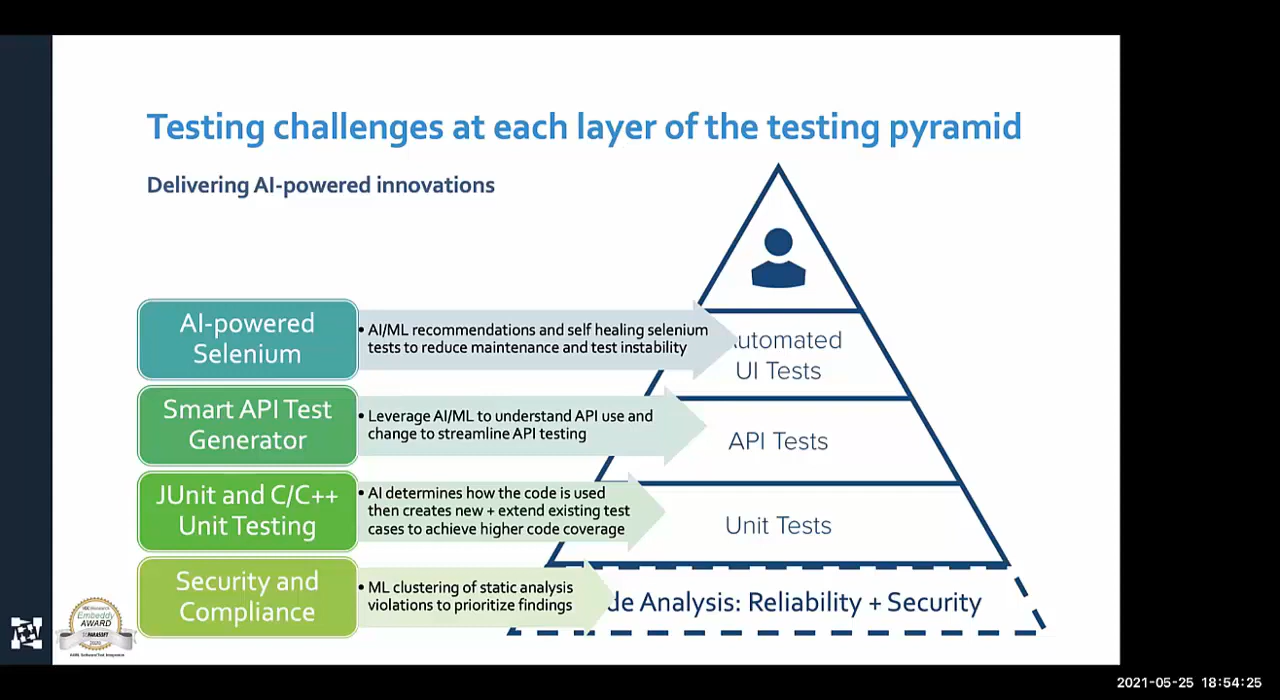 Testing challenges at each layer of the testing pyramid
Delivering AI-powered innovations
AI-powered
Selenium
• AI/ML recommendations and self healing selenium
tests to reduce maintenance and test instability
utomated
UI Tests
Smart API Test
Generator
• Leverage AI/ML to understand API use and
change to streamline API testing
API Tests
JUnit and C/C++
Unit Testing
• AI determines how the code is used
then creates new + extend existing test
cases to achieve higher code coverage
Unit Tests
Security and
Compliance
• ML clustering of static analysis
violations to prioritize findings
de Analysis: Reliability + Security
Embeddy
AWARD
PARASOFT
2021-05-25 18:54:25